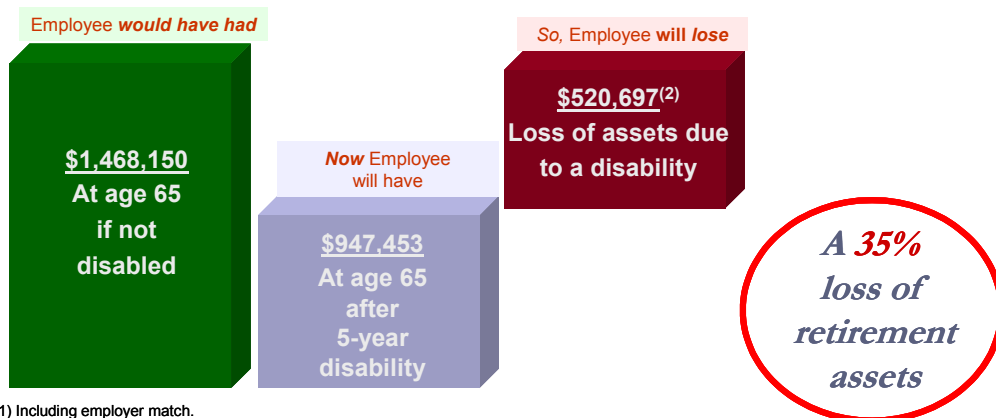 Employee would have had
$1,468,150
At age 65
if not
disabled
Now Employee
will have
$947,453
At age 65
after
5-year
disability
So, Employee will lose
$520,697(2)
Loss of assets due
to a disability
A 35%
loss of
retirement
assets
1) Including employer match.